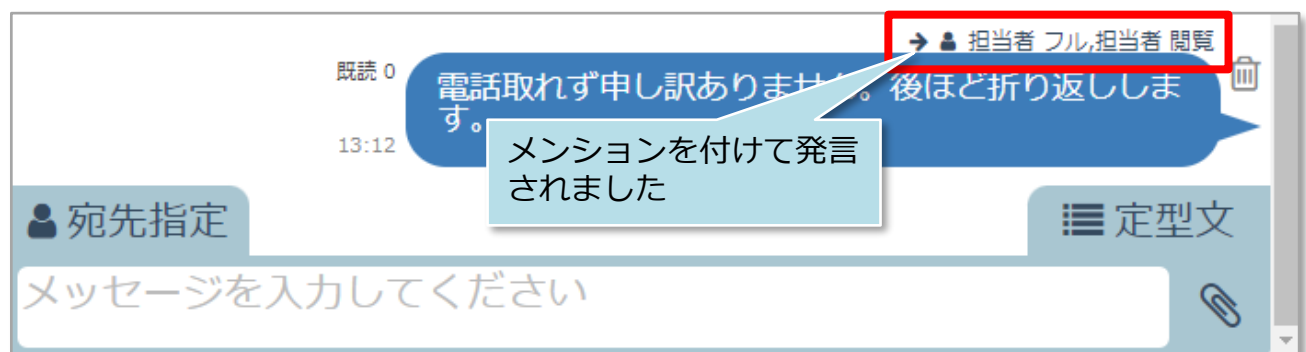 担当者 フル,担当者 閲覧
既読 0
電話取れず申し訳ありません。後ほど折り返しします。
13:12
メンションを付けて発言
されました
宛先指定
定型文
メッセージを入力してください